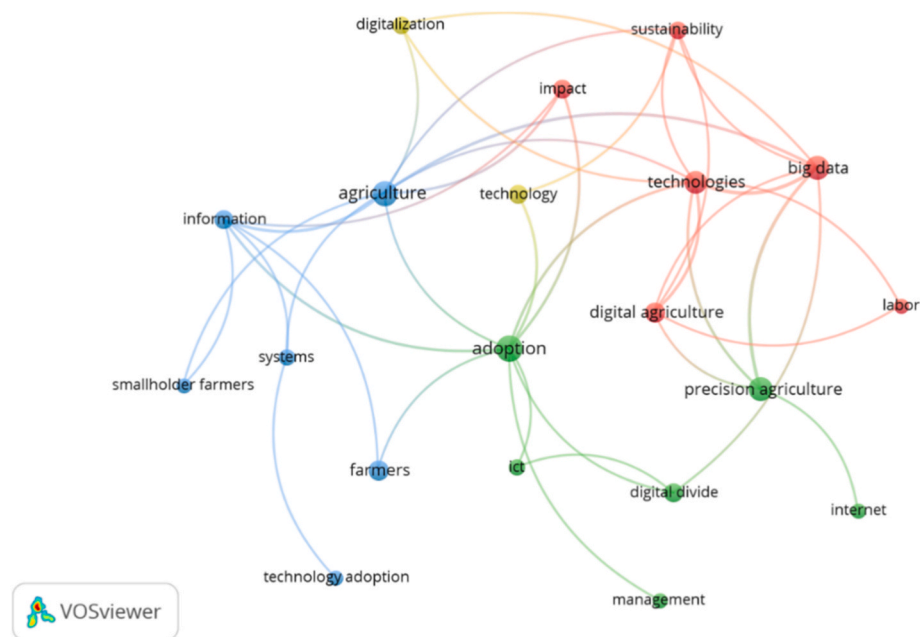 digitalization
sustainability
impact
big data
technologies
agriculture
technology
information
labor
digital agriculture
adoption
systems
smallholder farmers
precision agriculture
ict
farmers
digital divide
internet
technology adoption
management
VOSviewer